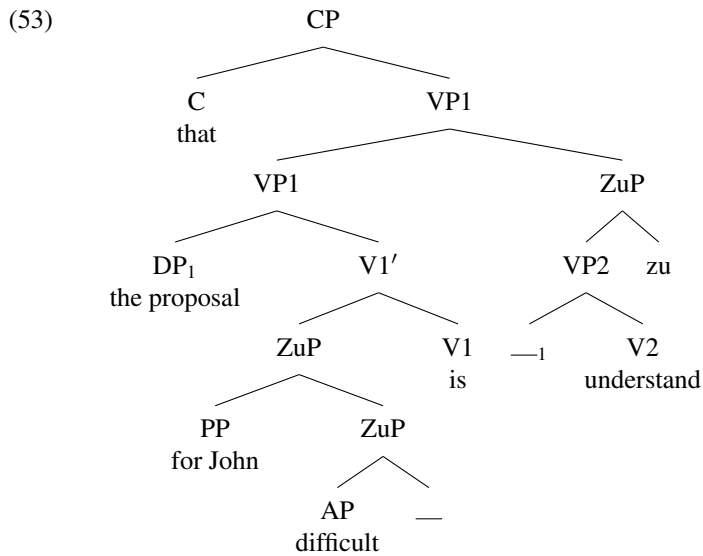 (53) CP
C VP1
that
VP1 ZuP
DP₁ V1′ VP2 zu
the proposal
ZuP V1 —₁ V2
is understand
PP ZuP
for John
AP —
difficult